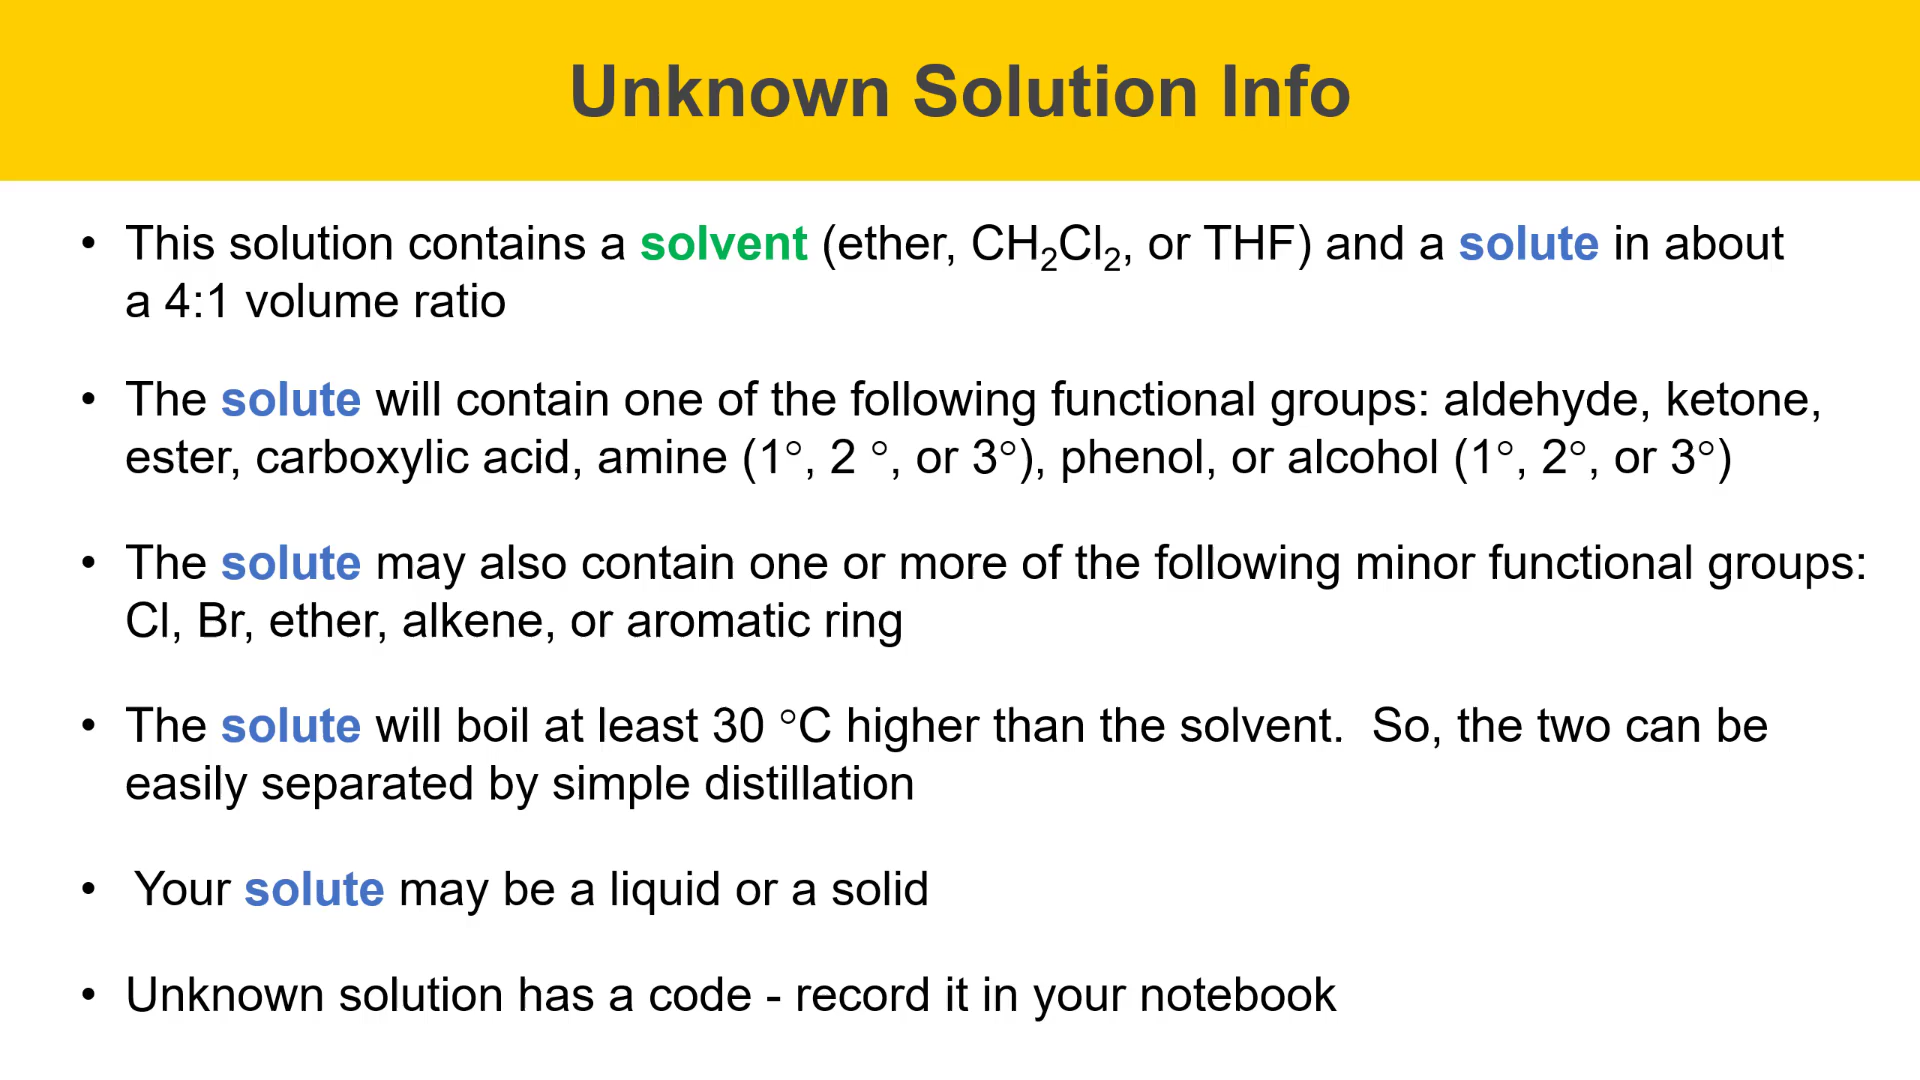 Unknown Solution Info
• This solution contains a solvent (ether, CH₂Cl₂, or THF) and a solute in about
a 4:1 volume ratio
• The solute will contain one of the following functional groups: aldehyde, ketone,
ester, carboxylic acid, amine (1°, 2 °, or 3°), phenol, or alcohol (1°, 2°, or 3°)
• The solute may also contain one or more of the following minor functional groups:
Cl, Br, ether, alkene, or aromatic ring
• The solute will boil at least 30 °C higher than the solvent.  So, the two can be
easily separated by simple distillation
• Your solute may be a liquid or a solid
• Unknown solution has a code - record it in your notebook